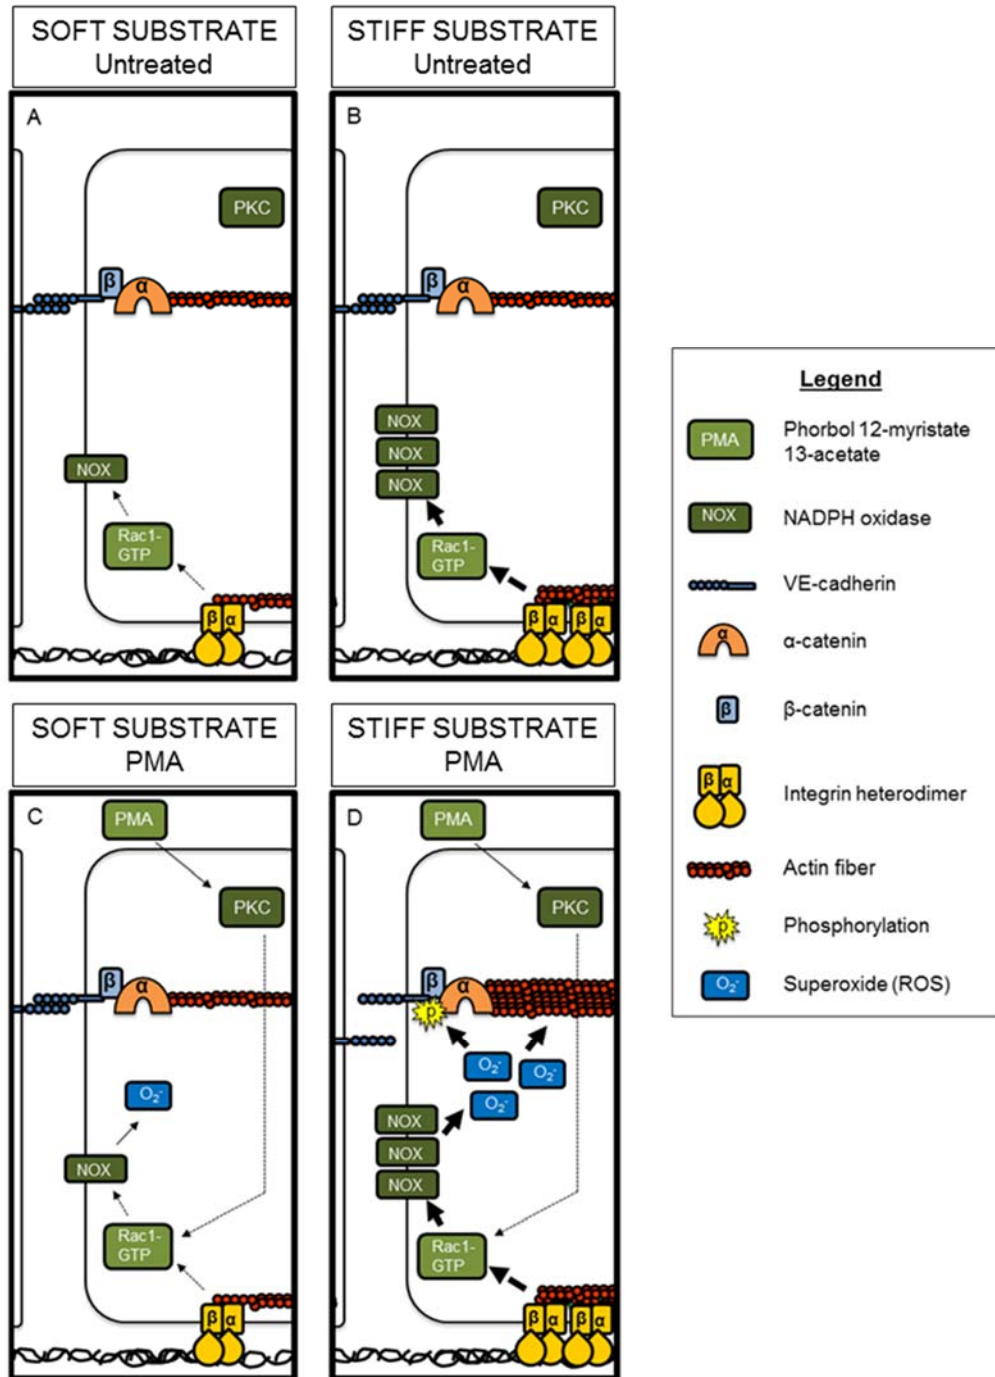 SOFT SUBSTRATE
Untreated
STIFF SUBSTRATE
Untreated
A
PKC
β
α
NOX
Rac1-
GTP
β α
B
PKC
β
α
NOX
NOX
NOX
Rac1-
GTP
β α β α
SOFT SUBSTRATE
PMA
STIFF SUBSTRATE
PMA
C
PMA
PKC
β
α
O₂⁻
NOX
Rac1-
GTP
β α
D
PMA
PKC
β
α
p
O₂⁻
O₂⁻
O₂⁻
NOX
NOX
NOX
Rac1-
GTP
β α β α
Legend
PMA Phorbol 12-myristate
13-acetate
NOX NADPH oxidase
VE-cadherin
α α-catenin
β β-catenin
β α Integrin heterodimer
Actin fiber
p Phosphorylation
O₂⁻ Superoxide (ROS)